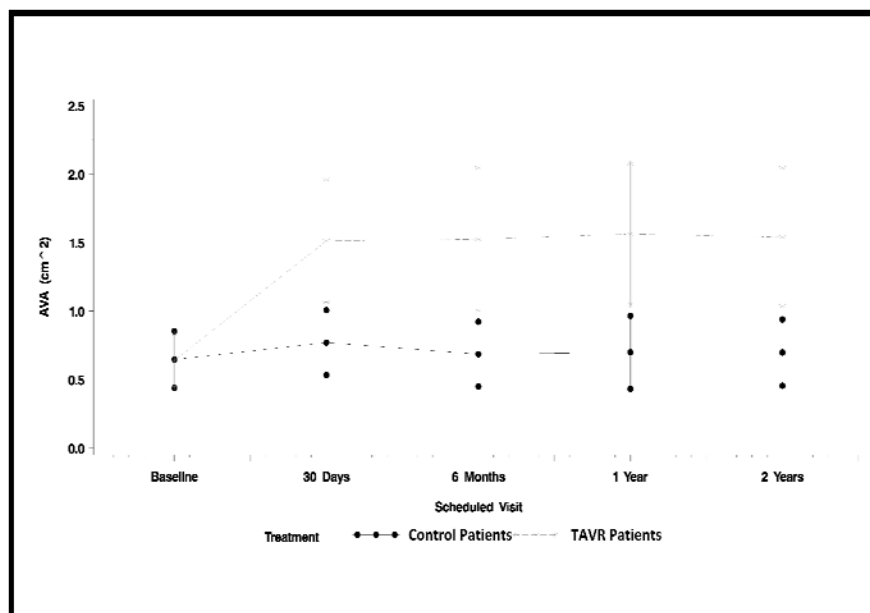 2.5
2.0
1.5
1.0
0.5
0.0
AVA (cm^2)
Baseline 30 Days 6 Months 1 Year 2 Years
Scheduled Visit
Treatment Control Patients TAVR Patients